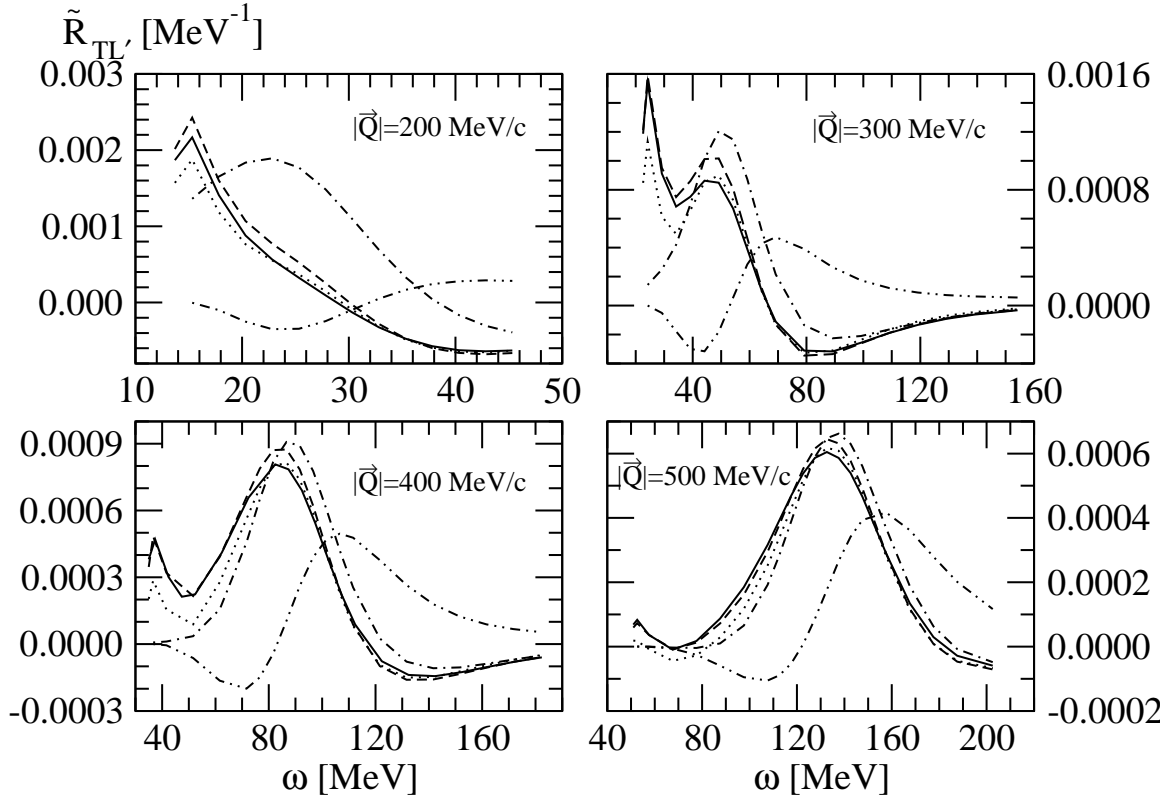 R̃_TL′ [MeV⁻¹]
0.003
0.002
0.001
0.000
|Q⃗|=200 MeV/c
10 20 30 40 50
0.0016
0.0008
0.0000
|Q⃗|=300 MeV/c
40 80 120 160
0.0009
0.0006
0.0003
0.0000
-0.0003
|Q⃗|=400 MeV/c
40 80 120 160
ω [MeV]
0.0006
0.0004
0.0002
0.0000
-0.0002
|Q⃗|=500 MeV/c
40 80 120 160 200
ω [MeV]